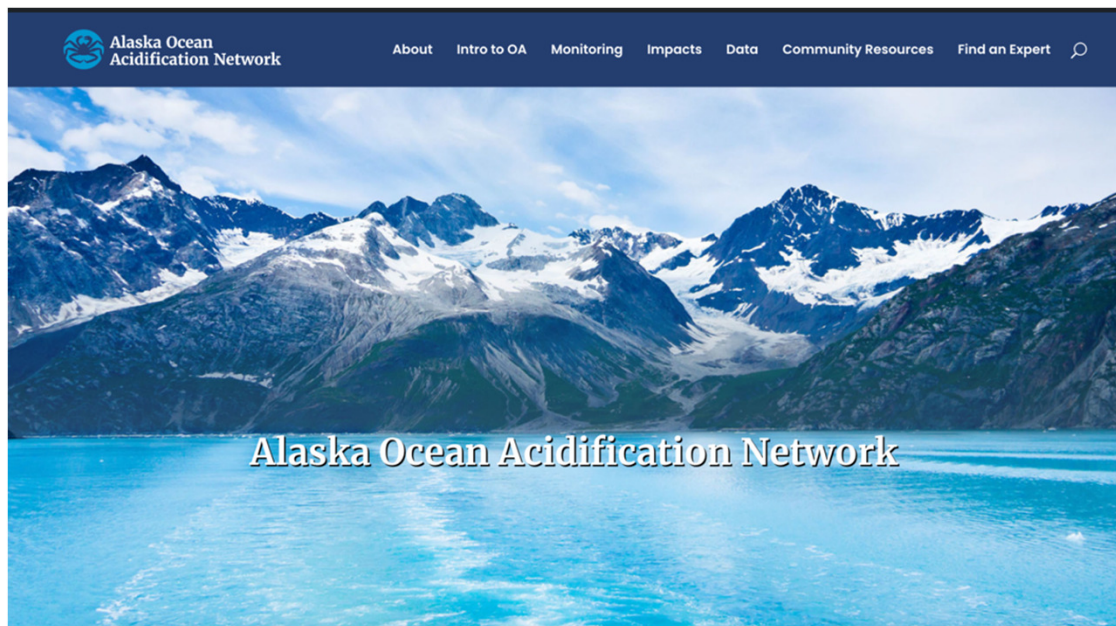 Alaska Ocean
Acidification Network
About Intro to OA Monitoring Impacts Data Community Resources Find an Expert
Alaska Ocean Acidification Network